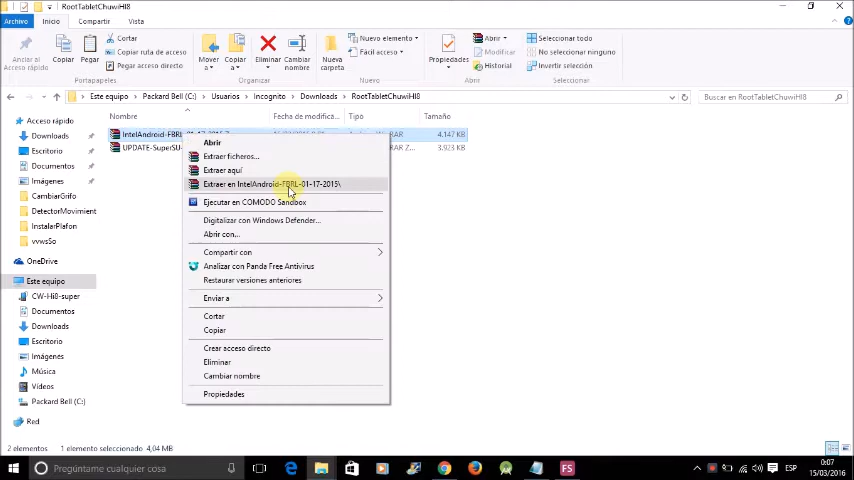 RootTabletChuwiHI8
Archivo Inicio Compartir Vista
Anclar al Acceso rápido
Copiar
Pegar
Cortar
Copiar ruta de acceso
Pegar acceso directo
Portapapeles
Mover a
Copiar a
Eliminar
Cambiar nombre
Organizar
Nueva carpeta
Nuevo elemento
Fácil acceso
Nuevo
Propiedades
Abrir
Modificar
Historial
Abrir
Seleccionar todo
No seleccionar ninguno
Invertir selección
Seleccionar
Este equipo > Packard Bell (C:) > Usuarios > Incognito > Downloads > RootTabletChuwiHI8
Buscar en RootTabletChuwiHI8
Nombre Fecha de modifica... Tipo Tamaño
4.147 KB
3.923 KB
Acceso rápido
Downloads
Escritorio
Documentos
Imágenes
CambiarGrifo
DetectorMovimient
InstalarPlafon
vvwsSo
OneDrive
Este equipo
CW-Hi8-super
Documentos
Downloads
Escritorio
Imágenes
Música
Vídeos
Packard Bell (C:)
Red
Abrir
Extraer ficheros...
Extraer aquí
Extraer en IntelAndroid-FBRL-01-17-2015\
Ejecutar en COMODO Sandbox
Digitalizar con Windows Defender...
Abrir con...
Compartir con
Analizar con Panda Free Antivirus
Restaurar versiones anteriores
Enviar a
Cortar
Copiar
Crear acceso directo
Eliminar
Cambiar nombre
Propiedades
2 elementos 1 elemento seleccionado 4,04 MB
Pregúntame cualquier cosa
FS
ESP
0:07
15/03/2016